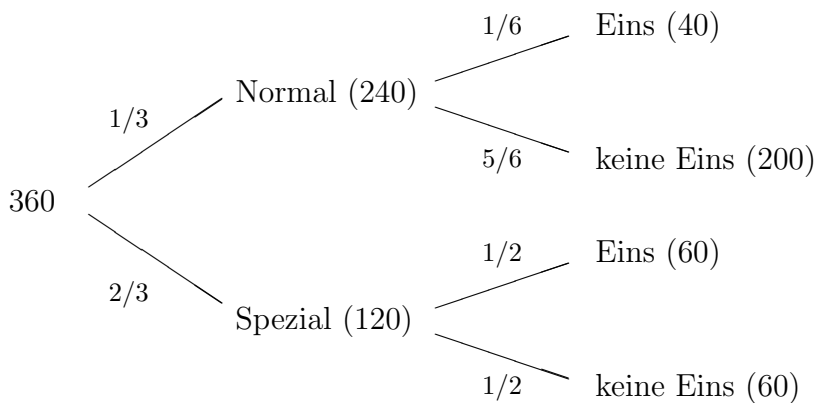 1/6
Eins (40)
Normal (240)
1/3
5/6
keine Eins (200)
360
1/2
Eins (60)
2/3
Spezial (120)
1/2
keine Eins (60)